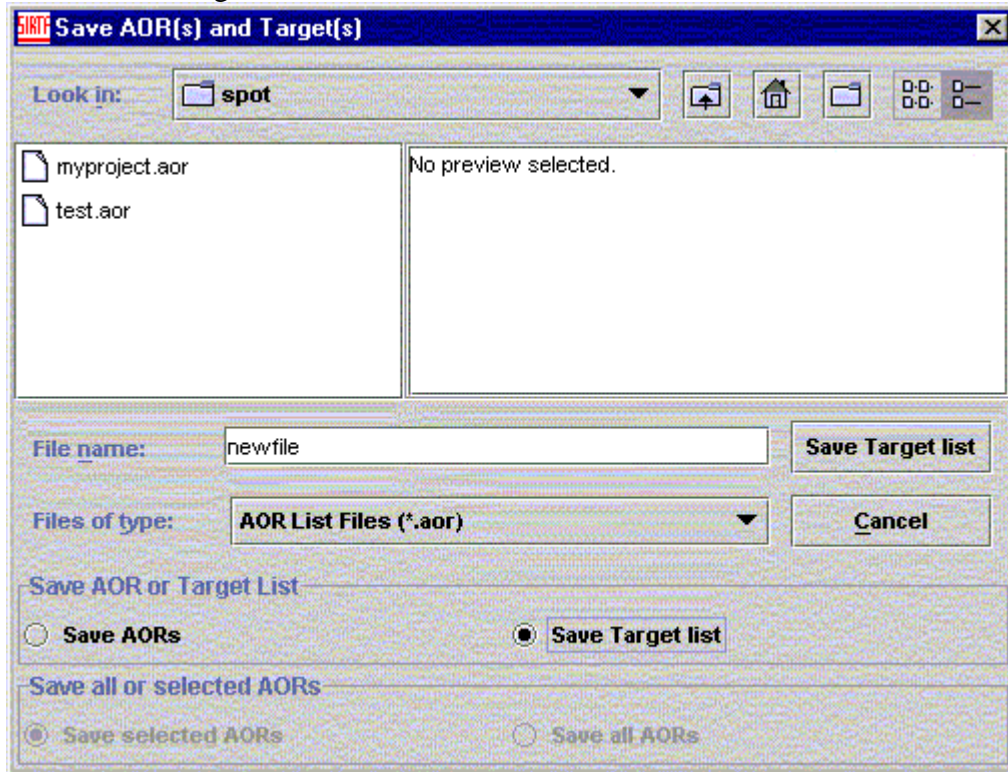 SIRTF Save AOR(s) and Target(s)
Look in: spot
myproject.aor
test.aor
No preview selected.
File name: newfile Save Target list
Files of type: AOR List Files (*.aor) Cancel
Save AOR or Target List
Save AORs Save Target list
Save all or selected AORs
Save selected AORs Save all AORs